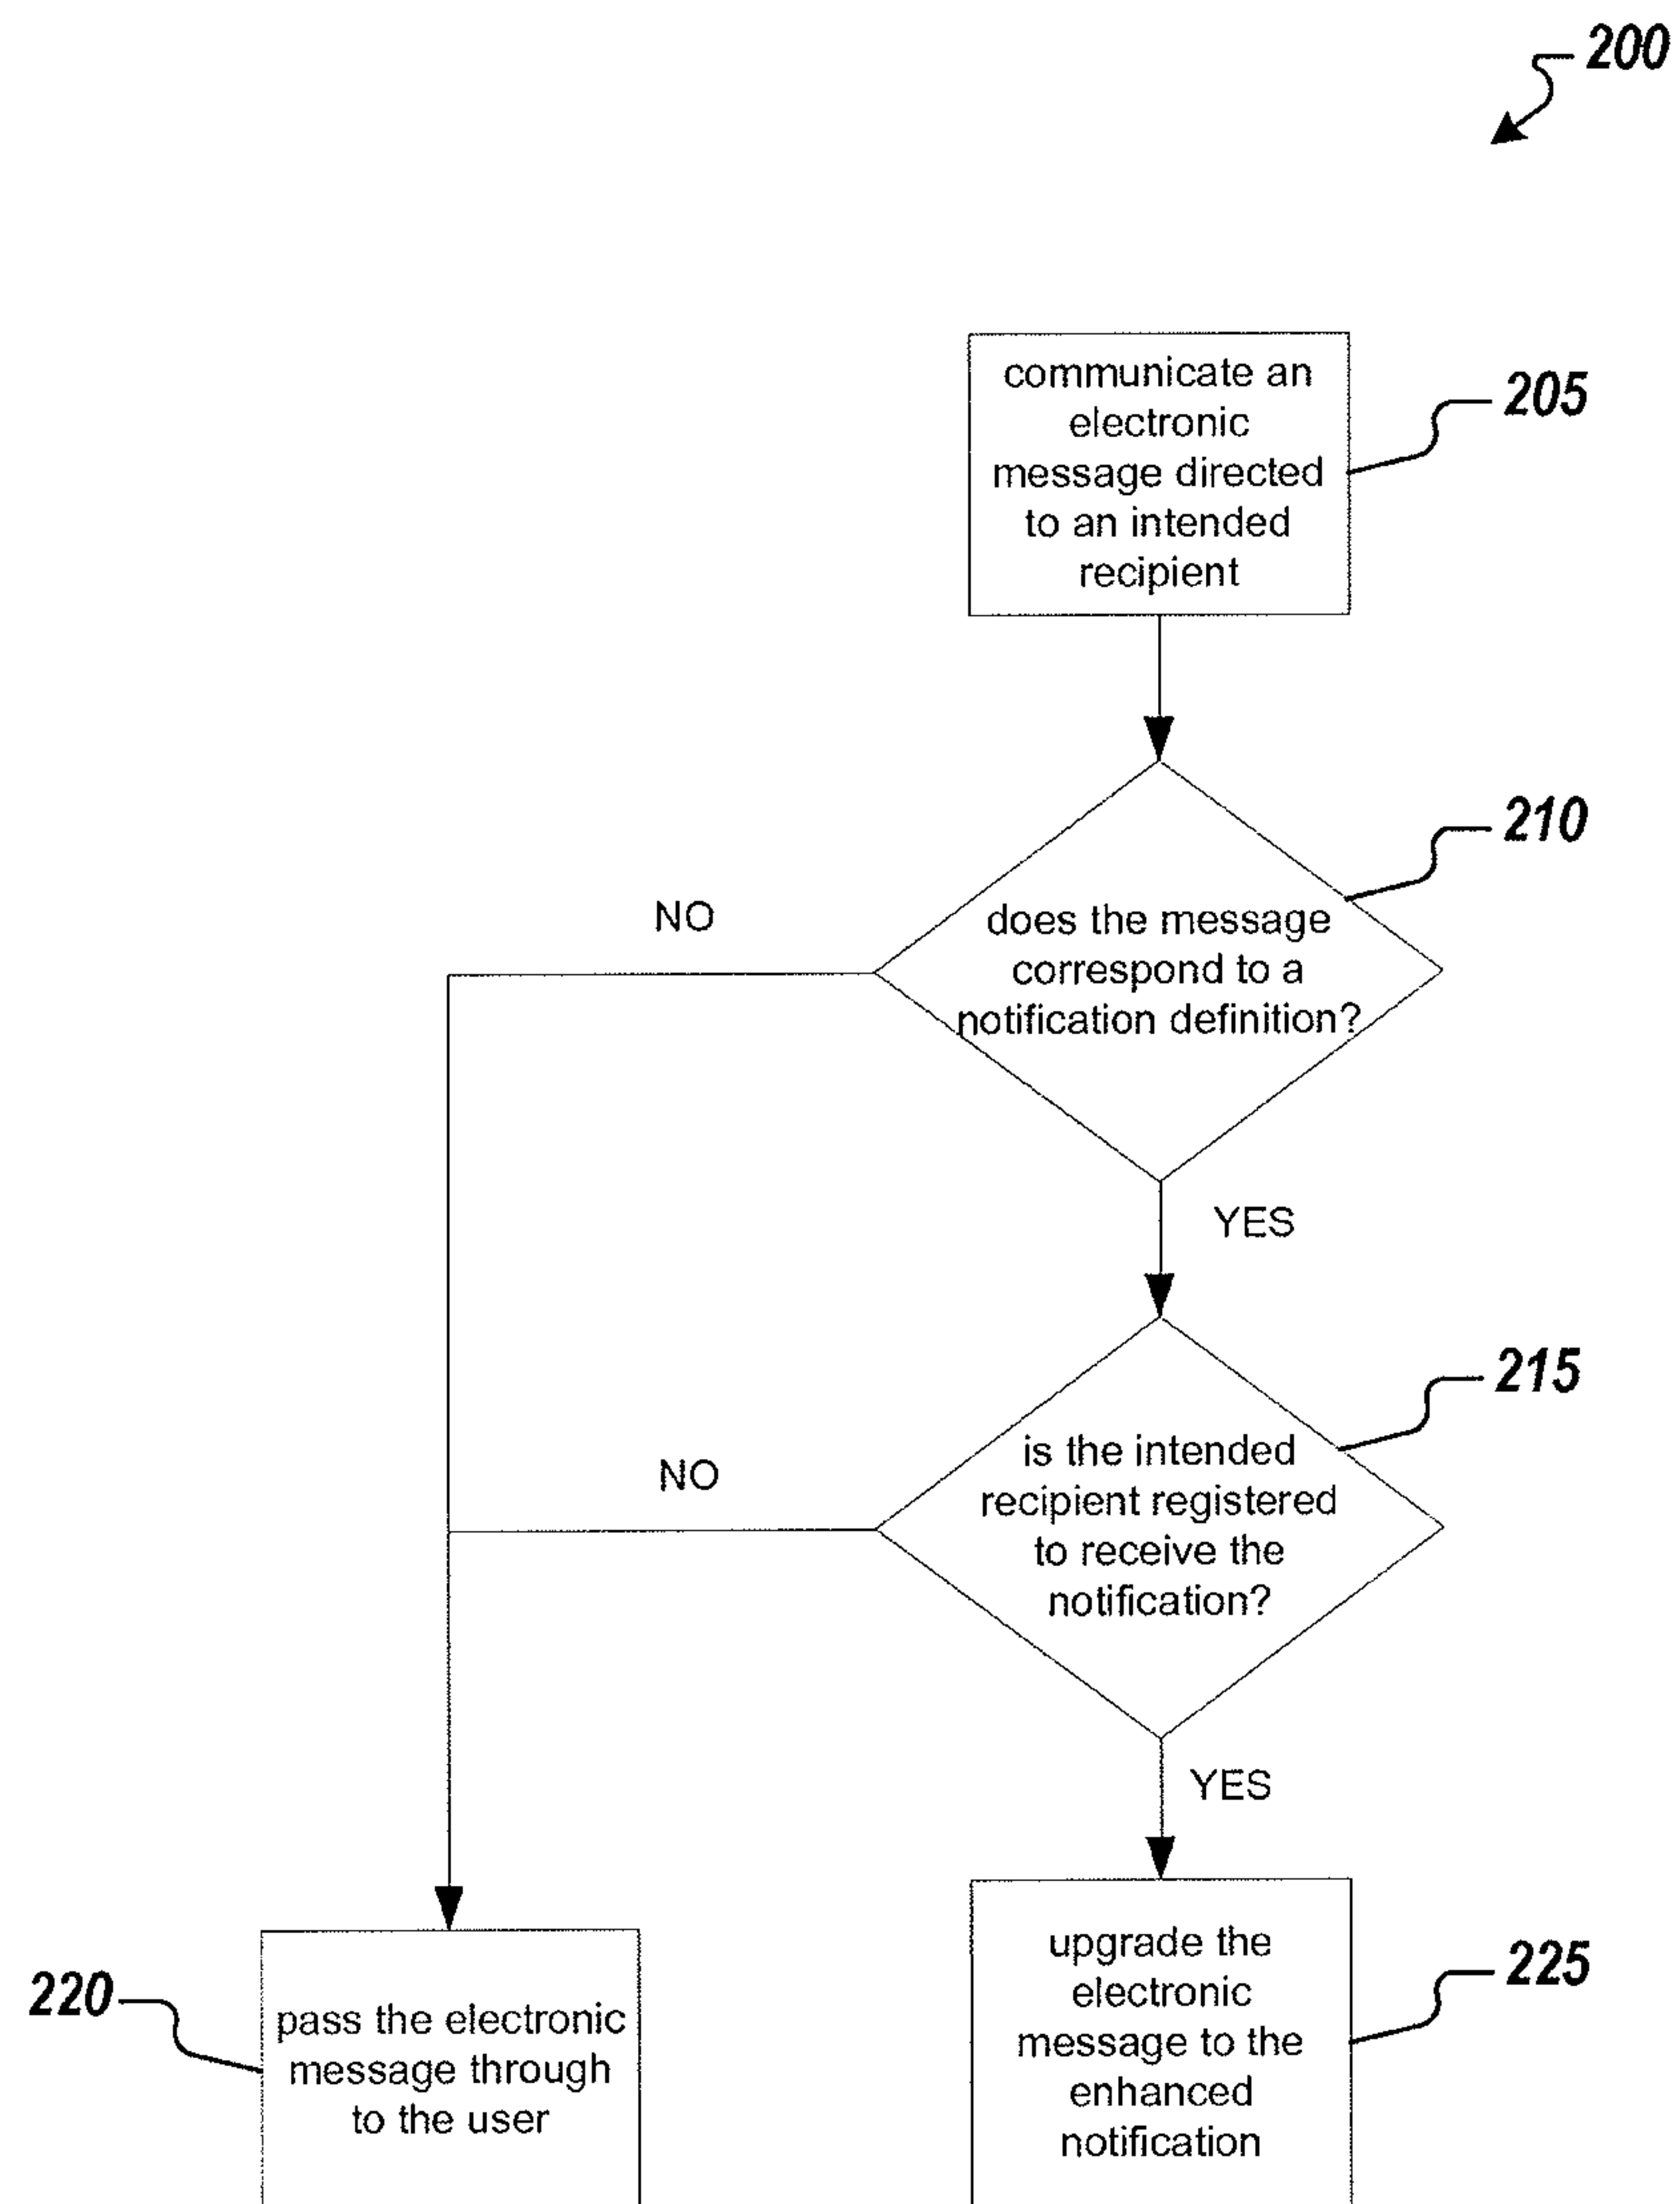 200
communicate an
electronic
message directed
to an intended
recipient
205
210
NO
does the message
correspond to a
notification definition?
YES
215
NO
is the intended
recipient registered
to receive the
notification?
YES
220
pass the electronic
message through
to the user
upgrade the
electronic
message to the
enhanced
notification
225